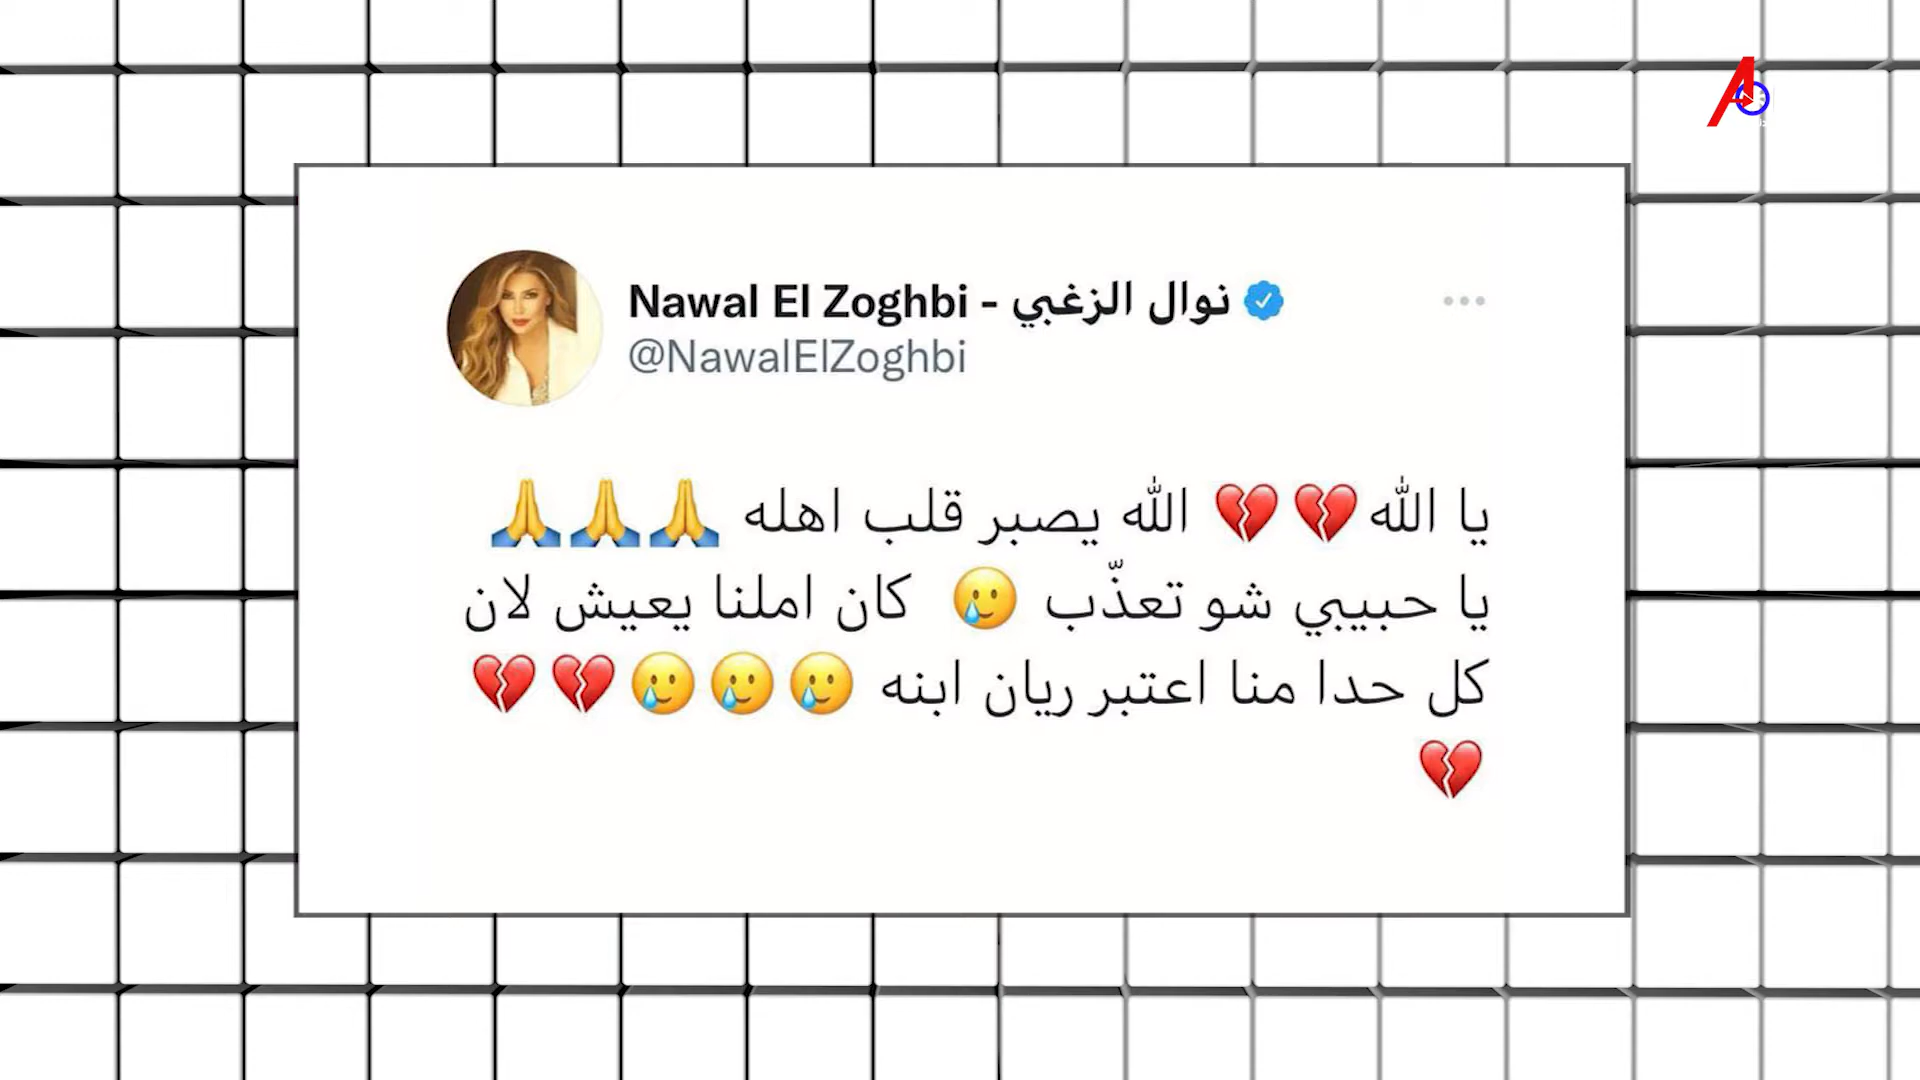 Nawal El Zoghbi - نوال الزغبي
@NawalElZoghbi
يا الله💔💔 الله يصبر قلب اهله 🙏🙏🙏
يا حبيبي شو تعذّب 🥲 كان املنا يعيش لان
كل حدا منا اعتبر ريان ابنه 🥲🥲🥲💔💔
💔